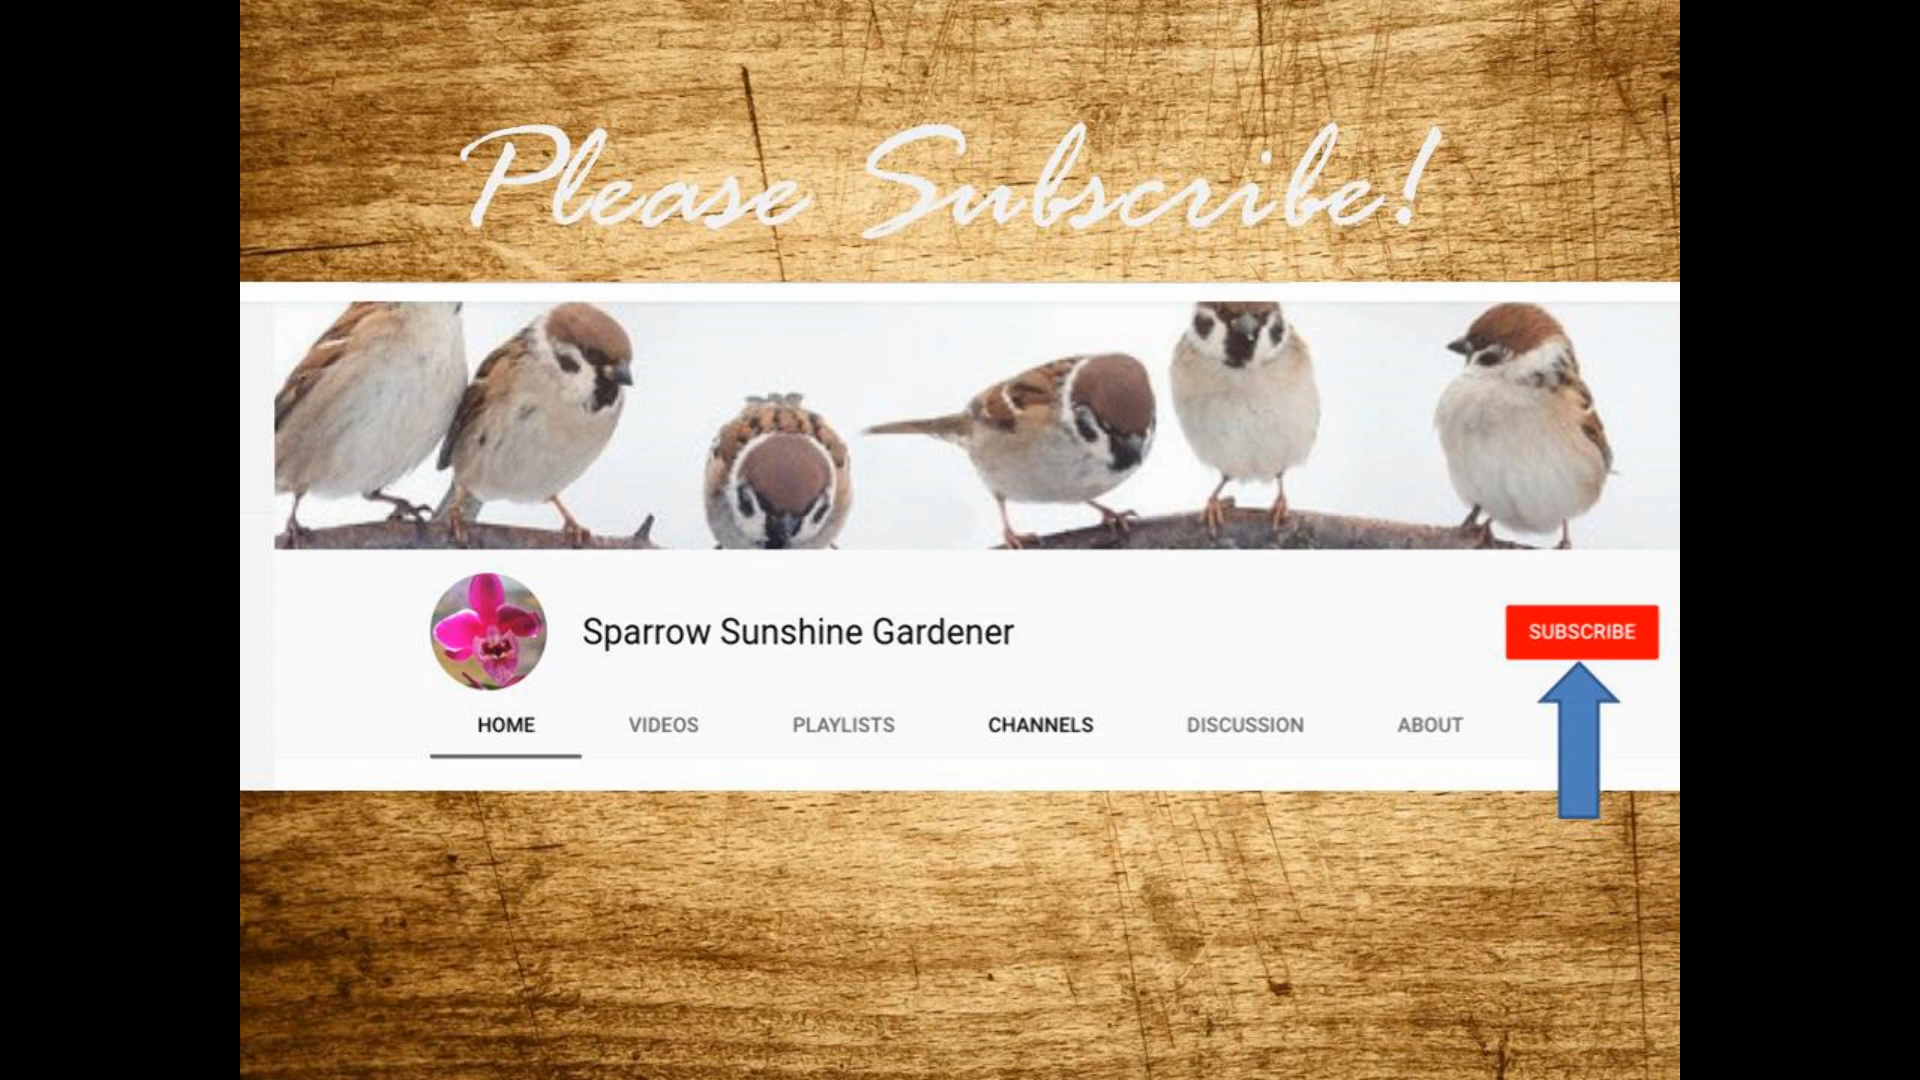 Please Subscribe!
Sparrow Sunshine Gardener
SUBSCRIBE
HOME VIDEOS PLAYLISTS CHANNELS DISCUSSION ABOUT